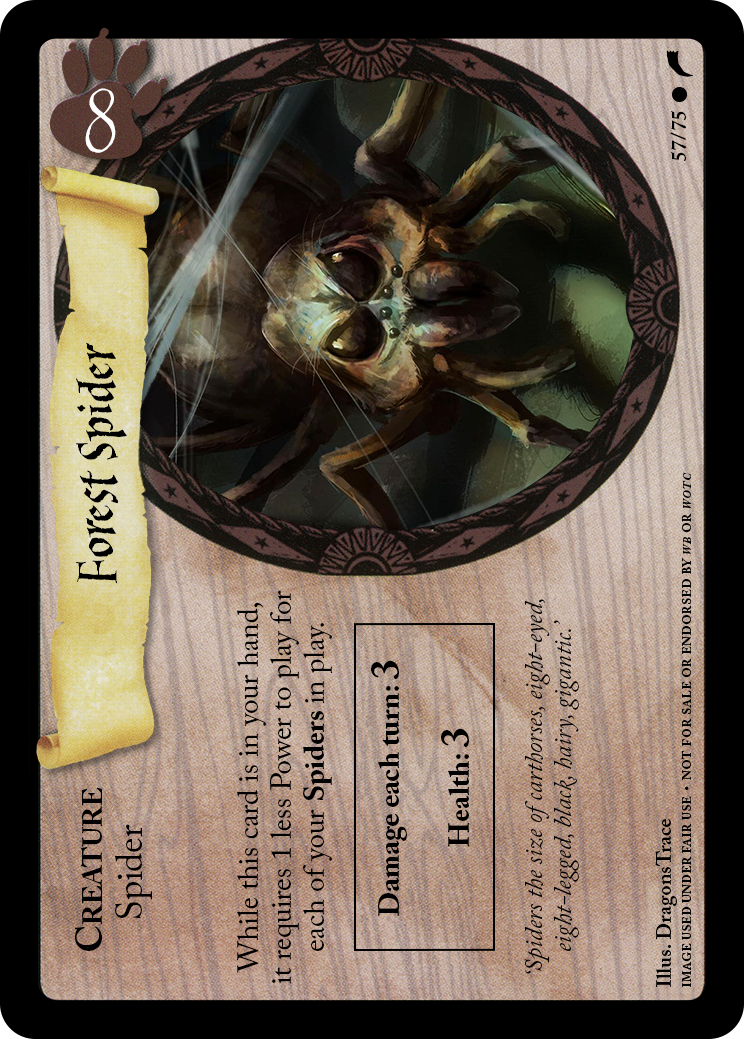 CREATURE
Spider
Forest Spider
8
While this card is in your hand,
it requires 1 less Power to play for
each of your Spiders in play.
Damage each turn: 3
Health: 3
‘Spiders the size of carthorses, eight-eyed,
eight-legged, black, hairy, gigantic.’
Illus. DragonsTrace
IMAGE USED UNDER FAIR USE • NOT FOR SALE OR ENDORSED BY WB OR WOTC
57/75